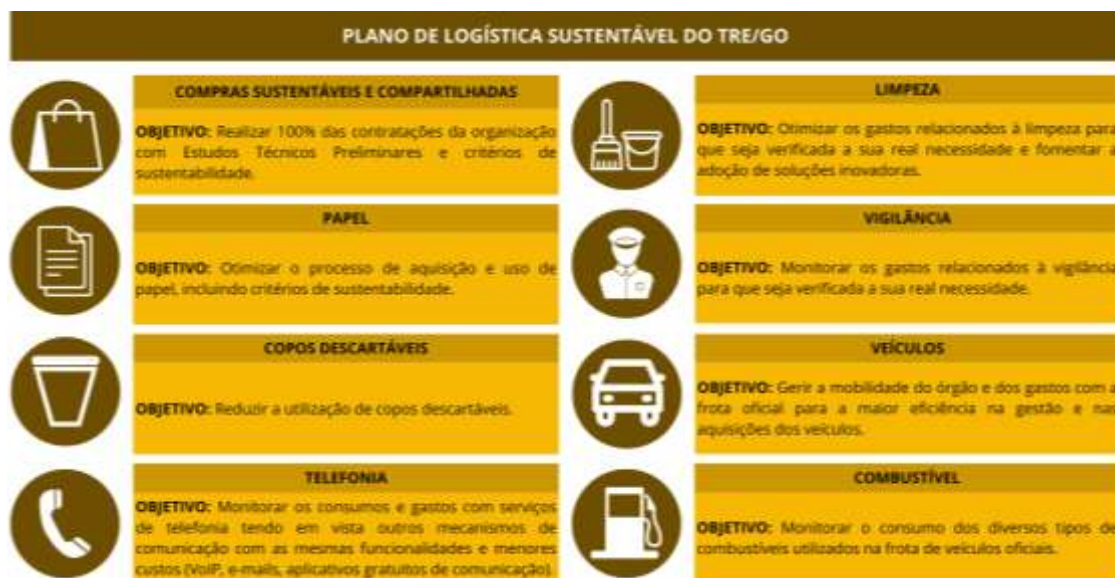 PLANO DE LOGÍSTICA SUSTENTÁVEL DO TRE/GO
COMPRAS SUSTENTÁVEIS E COMPARTILHADAS
OBJETIVO: Realizar 100% das contratações da organização
com Estudos Técnicos Preliminares e critérios de
sustentabilidade.
PAPEL
OBJETIVO: Otimizar o processo de aquisição e uso de
papel, incluindo critérios de sustentabilidade.
COPOS DESCARTÁVEIS
OBJETIVO: Reduzir a utilização de copos descartáveis.
TELEFONIA
OBJETIVO: Monitorar os consumos e gastos com serviços
de telefonia tendo em vista outros mecanismos de
comunicação com as mesmas funcionalidades e menores
custos (VoIP, e-mails, aplicativos gratuitos de comunicação).
LIMPEZA
OBJETIVO: Otimizar os gastos relacionados à limpeza para
que seja verificada a sua real necessidade e fomentar a
adoção de soluções inovadoras.
VIGILÂNCIA
OBJETIVO: Monitorar os gastos relacionados à vigilância
para que seja verificada a sua real necessidade.
VEÍCULOS
OBJETIVO: Gerir a mobilidade do órgão e dos gastos com a
frota oficial para a maior eficiência na gestão e na
aquisições dos veículos.
COMBUSTÍVEL
OBJETIVO: Monitorar o consumo dos diversos tipos de
combustíveis utilizados na frota de veículos oficiais.